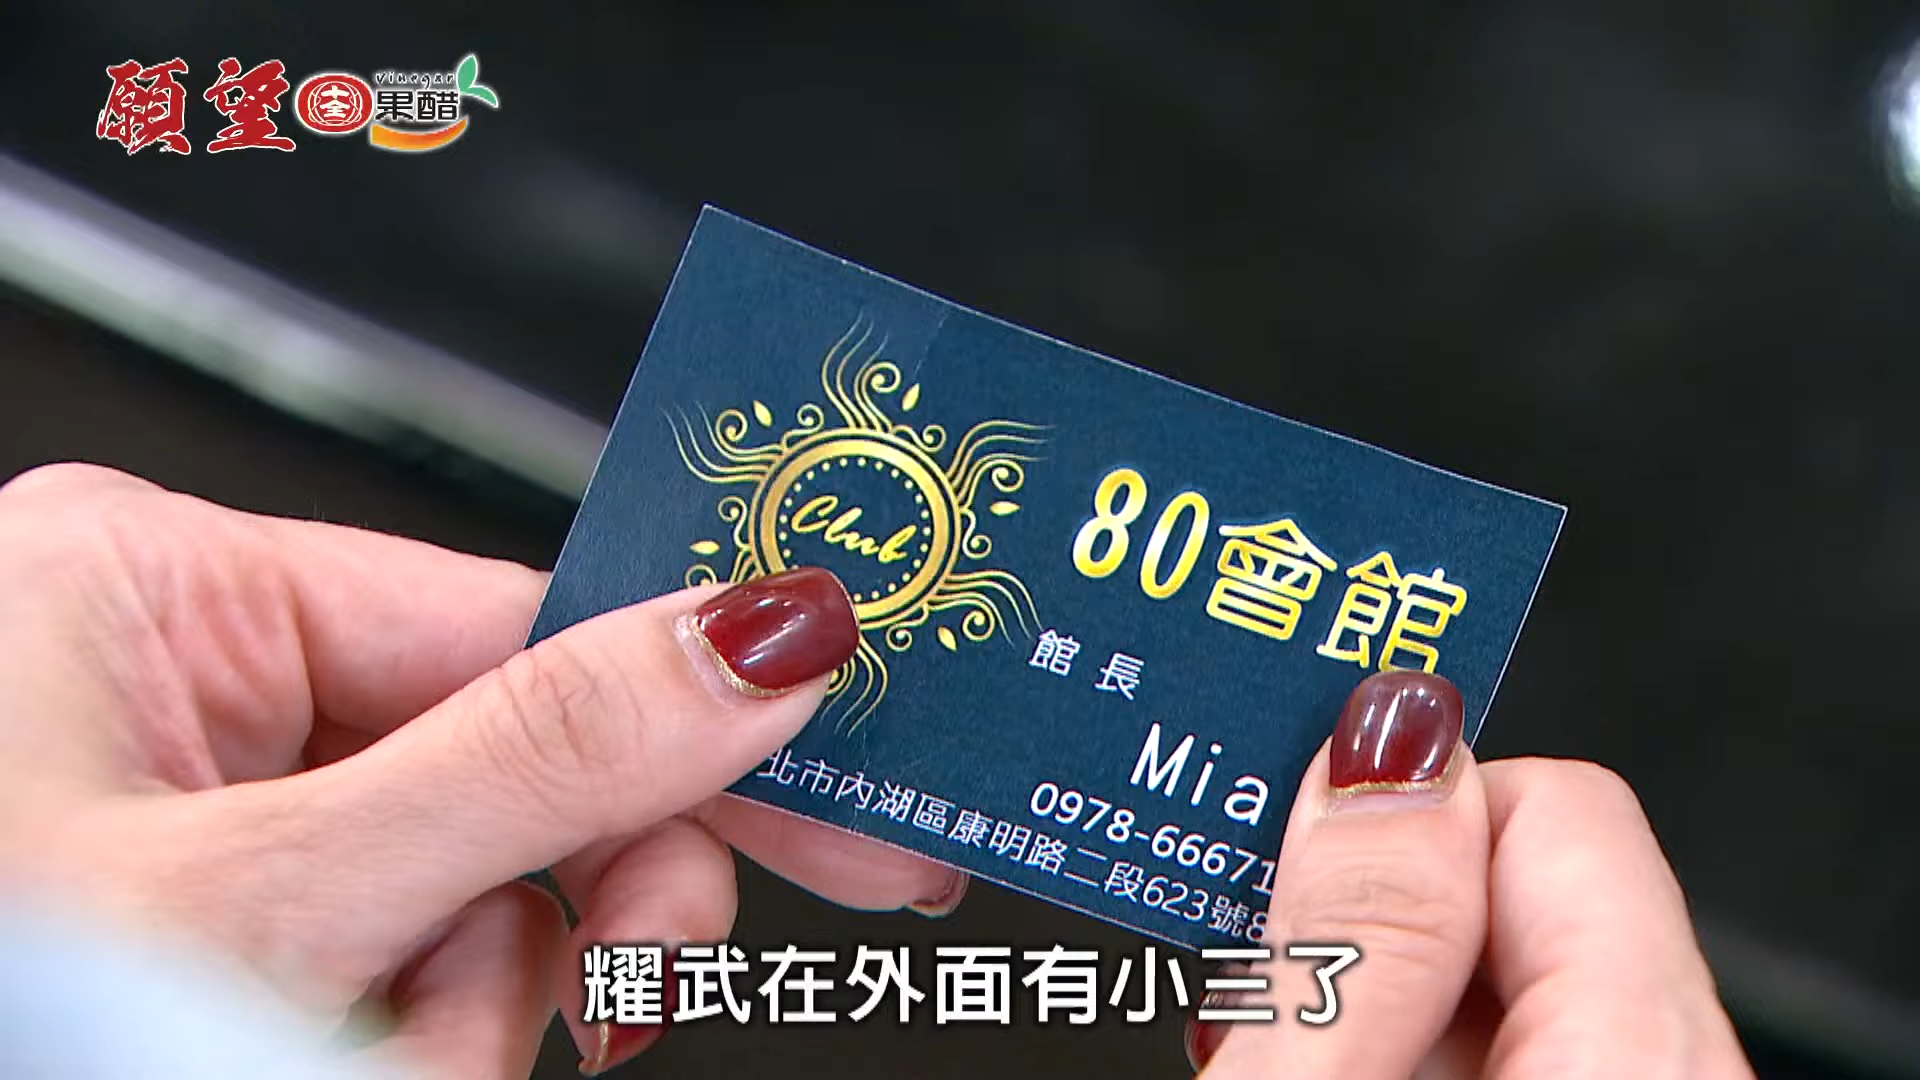 願望
十全
vinegar
果醋
Club
80會館
館長
Mia
0978-66671
北市內湖區康明路二段623號8
耀武在外面有小三了